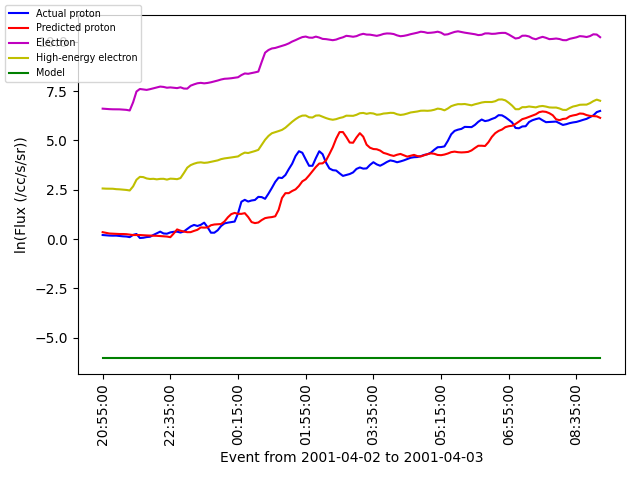 Actual proton
Predicted proton
Electron
High-energy electron
Model
7.5
5.0
2.5
0.0
−2.5
−5.0
ln(Flux (/cc/s/sr))
20:55:00
22:35:00
00:15:00
01:55:00
03:35:00
05:15:00
06:55:00
08:35:00
Event from 2001-04-02 to 2001-04-03